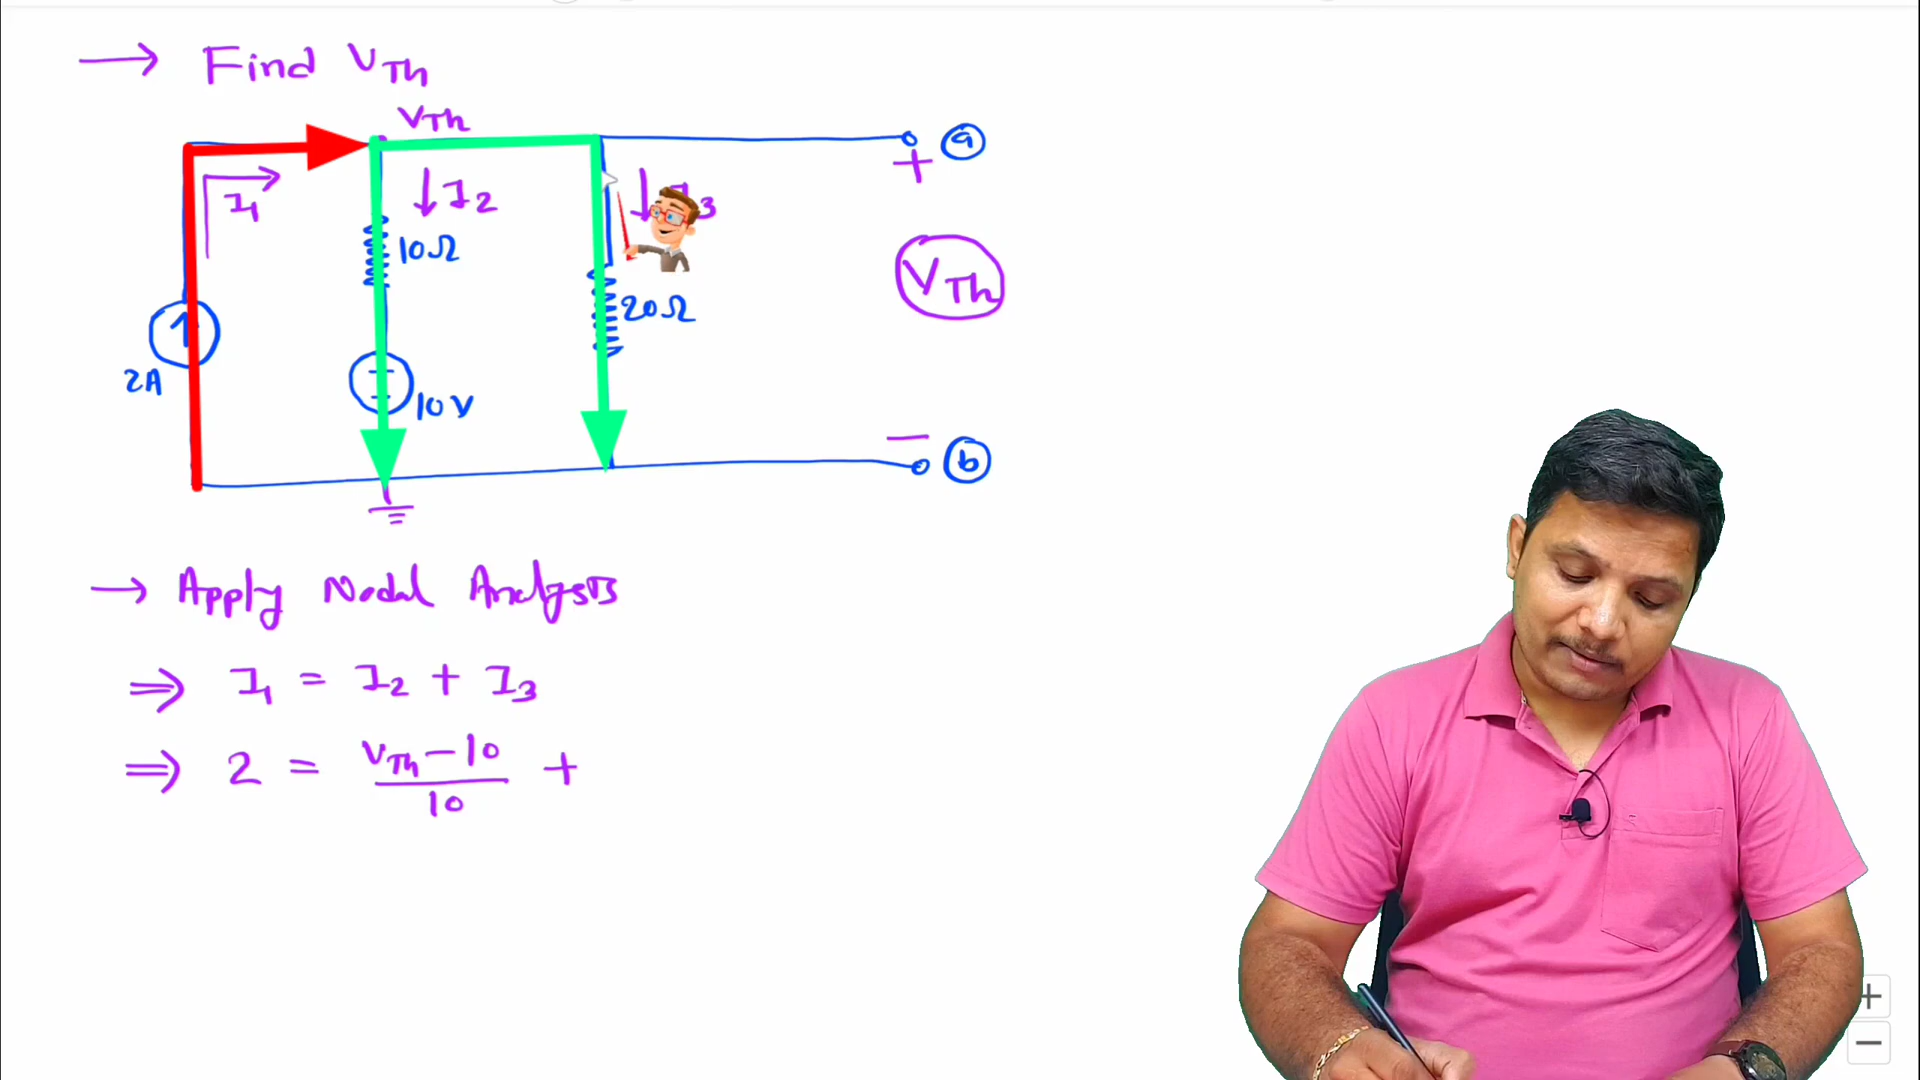 → Find VTh
VTh
a
+
I1
↓ I2
↓ I3
10Ω
VTh
20Ω
2A
10V
−
b
→ Apply Nodal Analysis
⇒ I1 = I2 + I3
⇒ 2 = VTh − 10 / 10 +
+
−